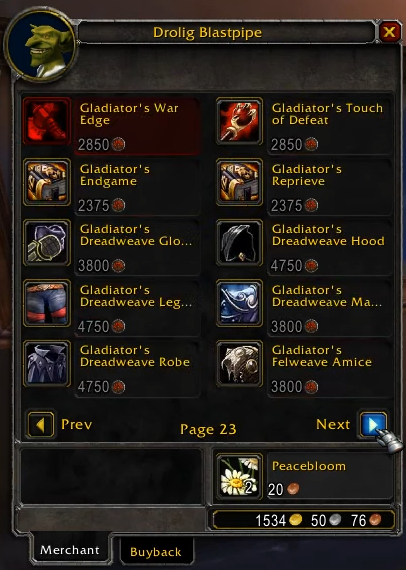 Drolig Blastpipe
Gladiator's War
Edge
2850
Gladiator's Touch
of Defeat
2850
Gladiator's
Endgame
2375
Gladiator's
Reprieve
2375
Gladiator's
Dreadweave Glo...
3800
Gladiator's
Dreadweave Hood
4750
Gladiator's
Dreadweave Leg...
4750
Gladiator's
Dreadweave Ma...
3800
Gladiator's
Dreadweave Robe
4750
Gladiator's
Felweave Amice
3800
Prev
Page 23
Next
2
Peacebloom
20
1534 50 76
Merchant
Buyback